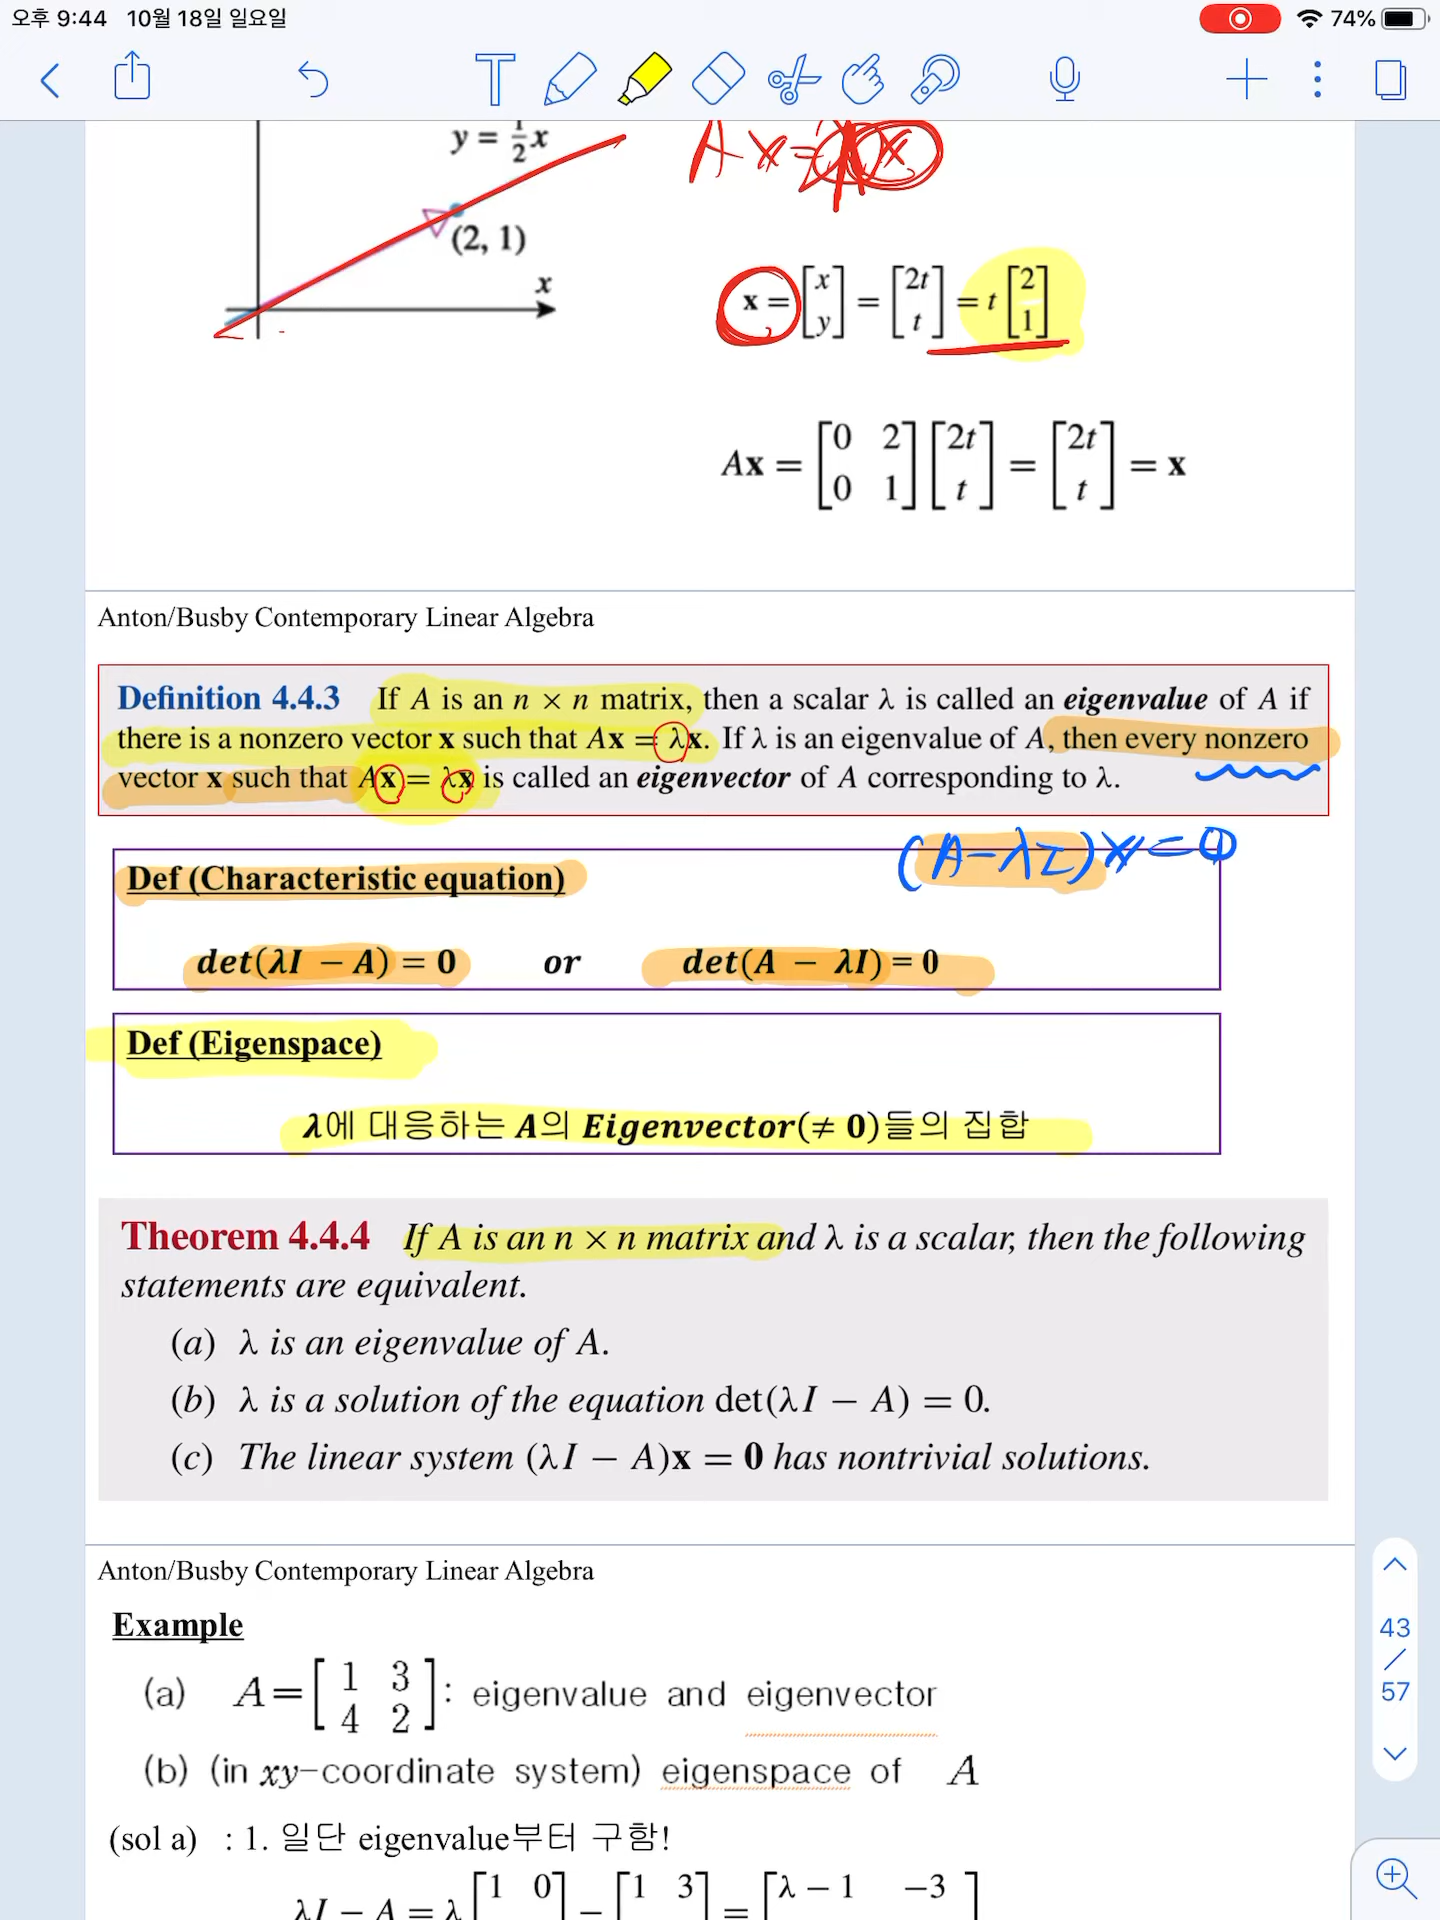 오후 9:44 10월 18일 일요일 74%
y = 1/2 x
Ax=λx
(2, 1)
x
x = [x y] = [2t t] = t [2 1]
Ax = [0 2 0 1] [2t t] = [2t t] = x
Anton/Busby Contemporary Linear Algebra
Definition 4.4.3 If A is an n × n matrix, then a scalar λ is called an eigenvalue of A if
there is a nonzero vector x such that Ax = λx. If λ is an eigenvalue of A, then every nonzero
vector x such that Ax = λx is called an eigenvector of A corresponding to λ.
(A-λI)x=0
Def (Characteristic equation)
det(λI − A) = 0 or det(A − λI) = 0
Def (Eigenspace)
λ에 대응하는 A의 Eigenvector(≠ 0)들의 집합
Theorem 4.4.4 If A is an n × n matrix and λ is a scalar, then the following
statements are equivalent.
(a) λ is an eigenvalue of A.
(b) λ is a solution of the equation det(λI − A) = 0.
(c) The linear system (λI − A)x = 0 has nontrivial solutions.
Anton/Busby Contemporary Linear Algebra
Example
(a) A=[1 3 4 2]: eigenvalue and eigenvector
(b) (in xy-coordinate system) eigenspace of A
(sol a) : 1. 일단 eigenvalue부터 구함!
λI − A = λ [1 0] − [1 3] = [λ − 1 −3]
43
/
57